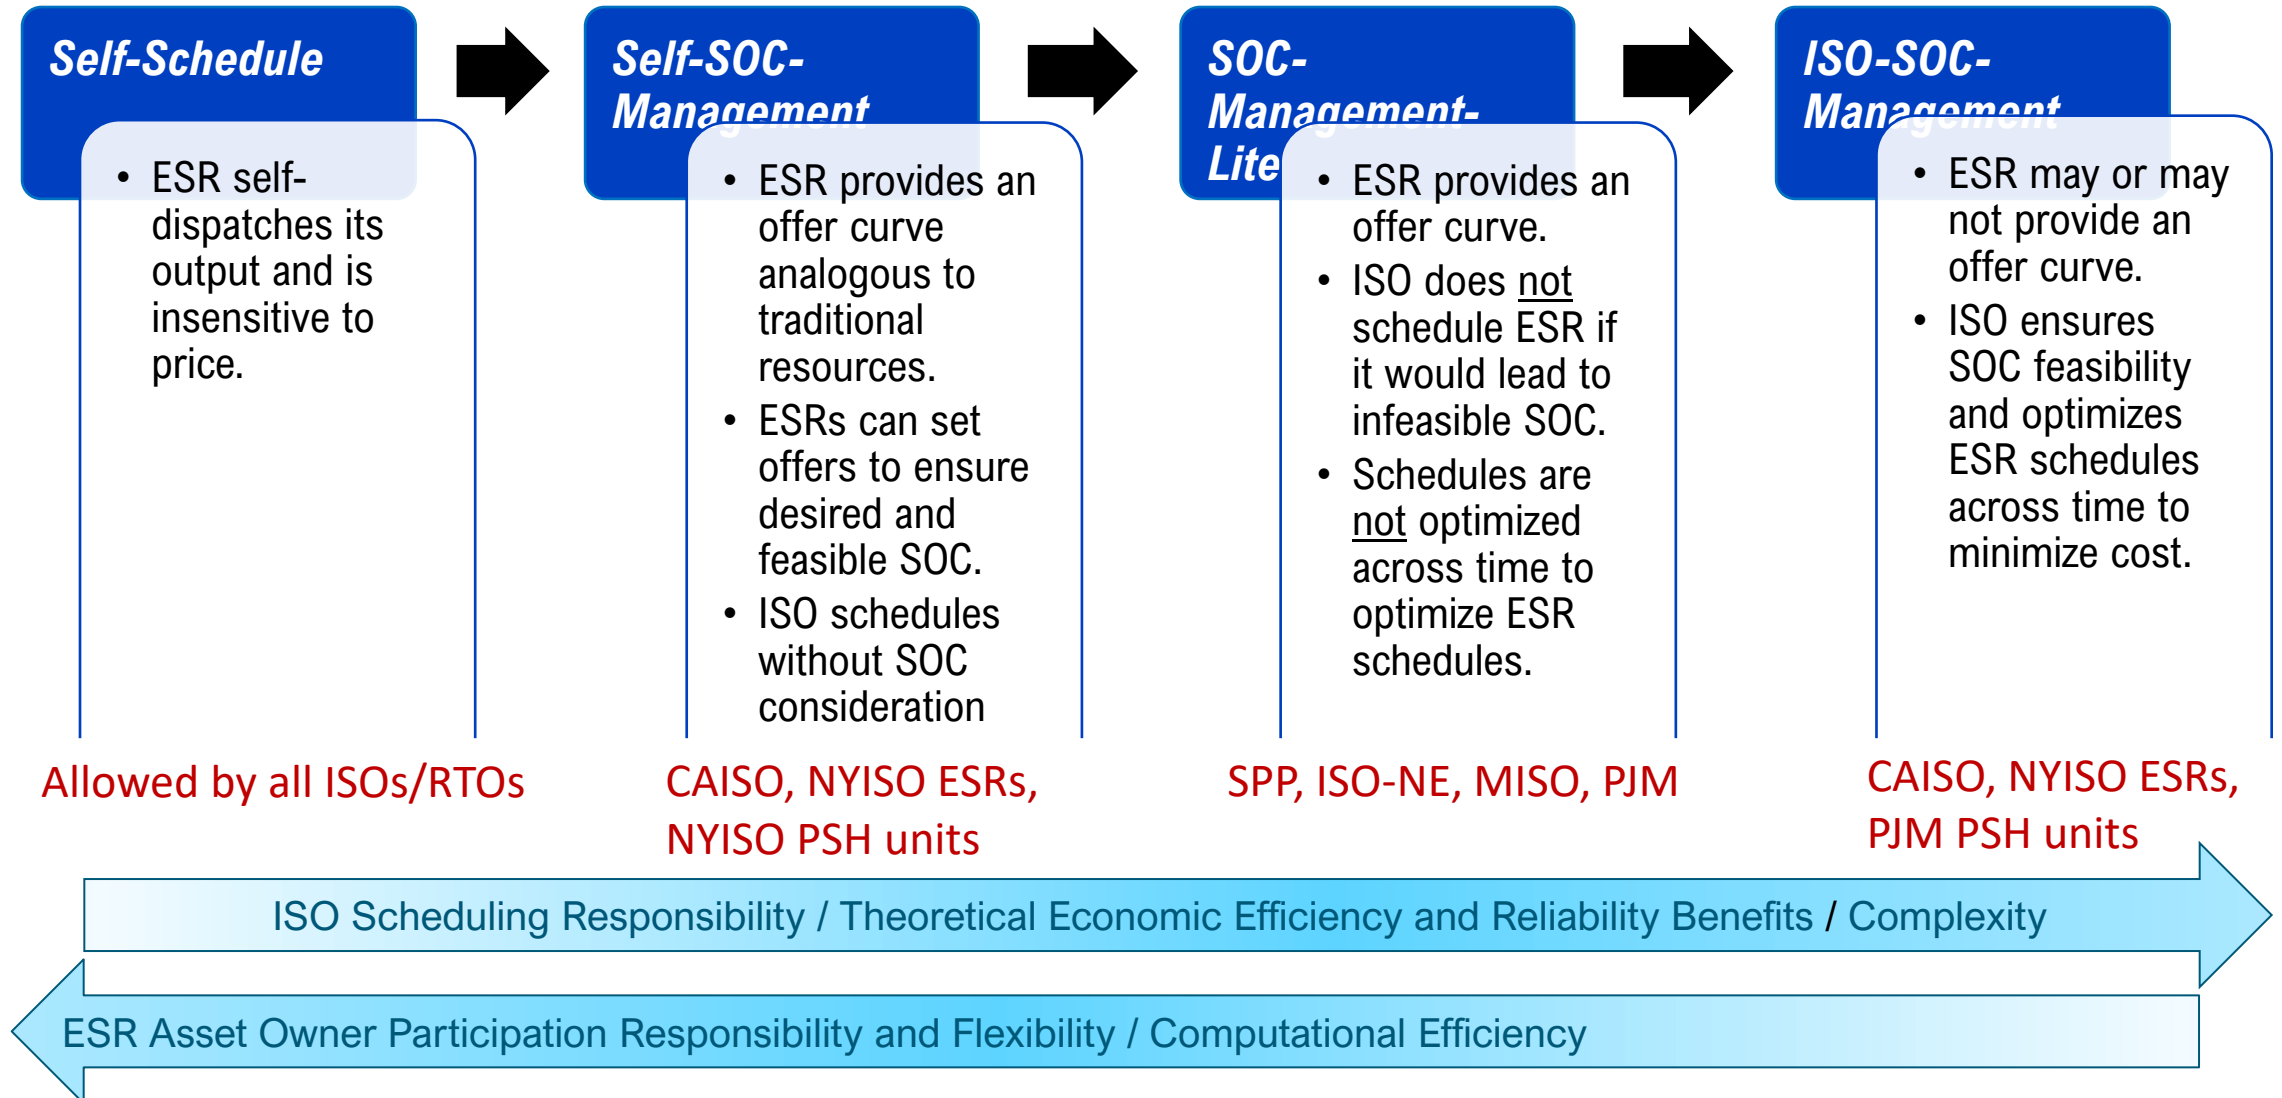 Self-Schedule
• ESR self-
dispatches its
output and is
insensitive to
price.
Allowed by all ISOs/RTOs
Self-SOC-
Management
• ESR provides an
offer curve
analogous to
traditional
resources.
• ESRs can set
offers to ensure
desired and
feasible SOC.
• ISO schedules
without SOC
consideration
CAISO, NYISO ESRs,
NYISO PSH units
SOC-
Management-
Lite
• ESR provides an
offer curve.
• ISO does not
schedule ESR if
it would lead to
infeasible SOC.
• Schedules are
not optimized
across time to
optimize ESR
schedules.
SPP, ISO-NE, MISO, PJM
ISO-SOC-
Management
• ESR may or may
not provide an
offer curve.
• ISO ensures
SOC feasibility
and optimizes
ESR schedules
across time to
minimize cost.
CAISO, NYISO ESRs,
PJM PSH units
ISO Scheduling Responsibility / Theoretical Economic Efficiency and Reliability Benefits / Complexity
ESR Asset Owner Participation Responsibility and Flexibility / Computational Efficiency